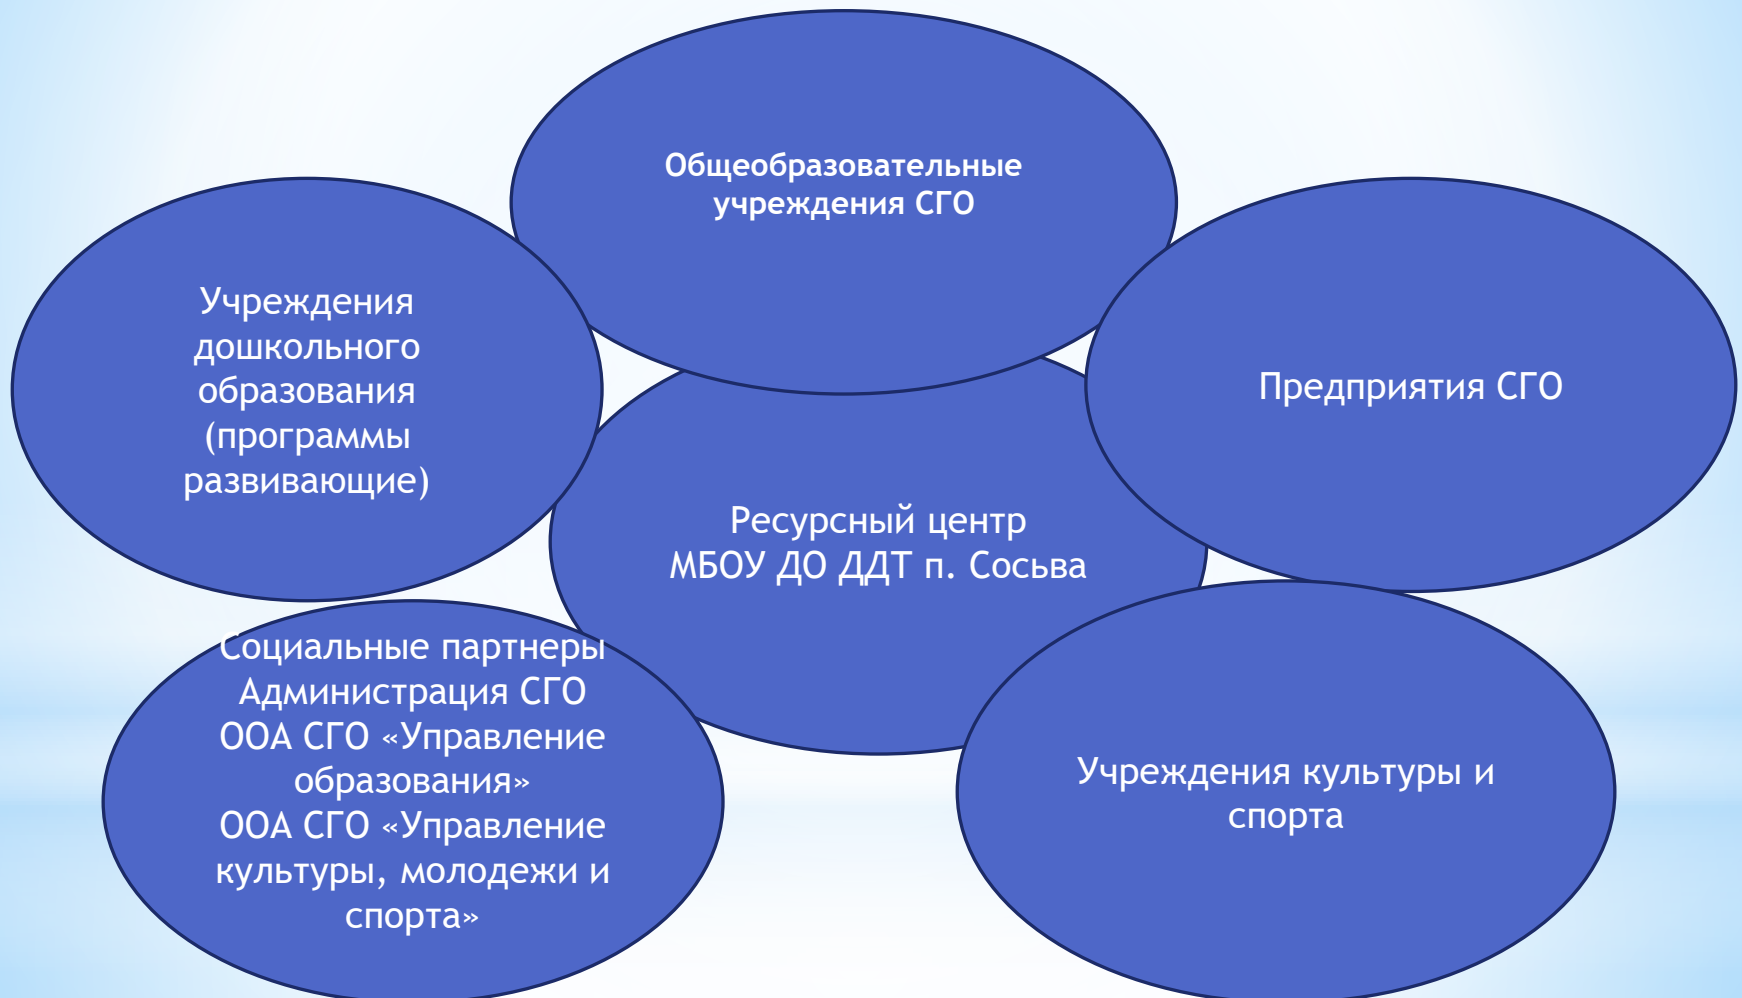 Общеобразовательные
учреждения СГО
Учреждения
дошкольного
образования
(программы
развивающие)
Предприятия СГО
Ресурсный центр
МБОУ ДО ДДТ п. Сосьва
Социальные партнеры
Администрация СГО
ООА СГО «Управление
образования»
ООА СГО «Управление
культуры, молодежи и
спорта»
Учреждения культуры и
спорта